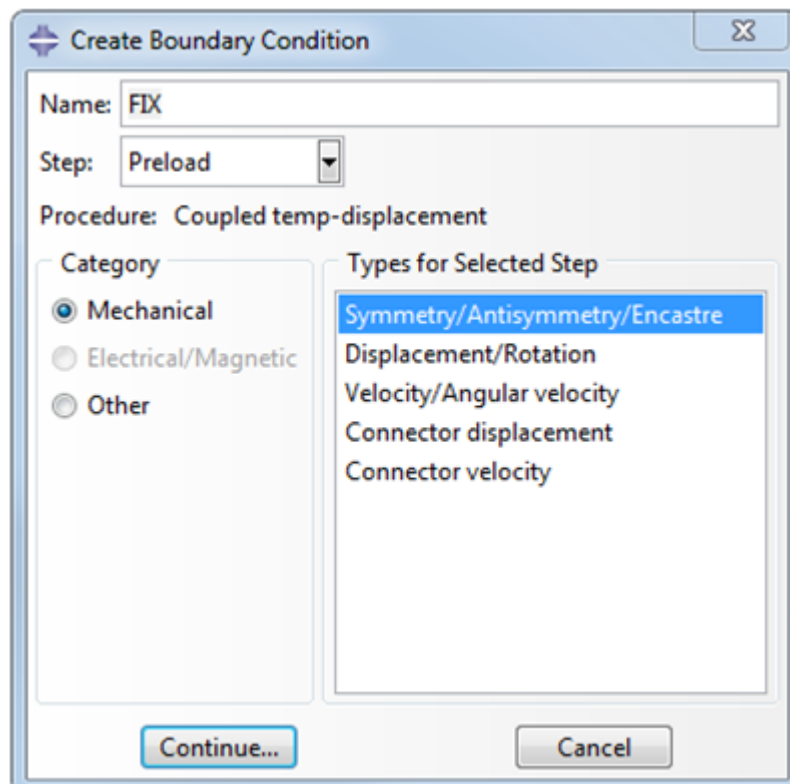 Create Boundary Condition
Name: FIX
Step: Preload
Procedure: Coupled temp-displacement
Category
Mechanical
Electrical/Magnetic
Other
Types for Selected Step
Symmetry/Antisymmetry/Encastre
Displacement/Rotation
Velocity/Angular velocity
Connector displacement
Connector velocity
Continue... Cancel